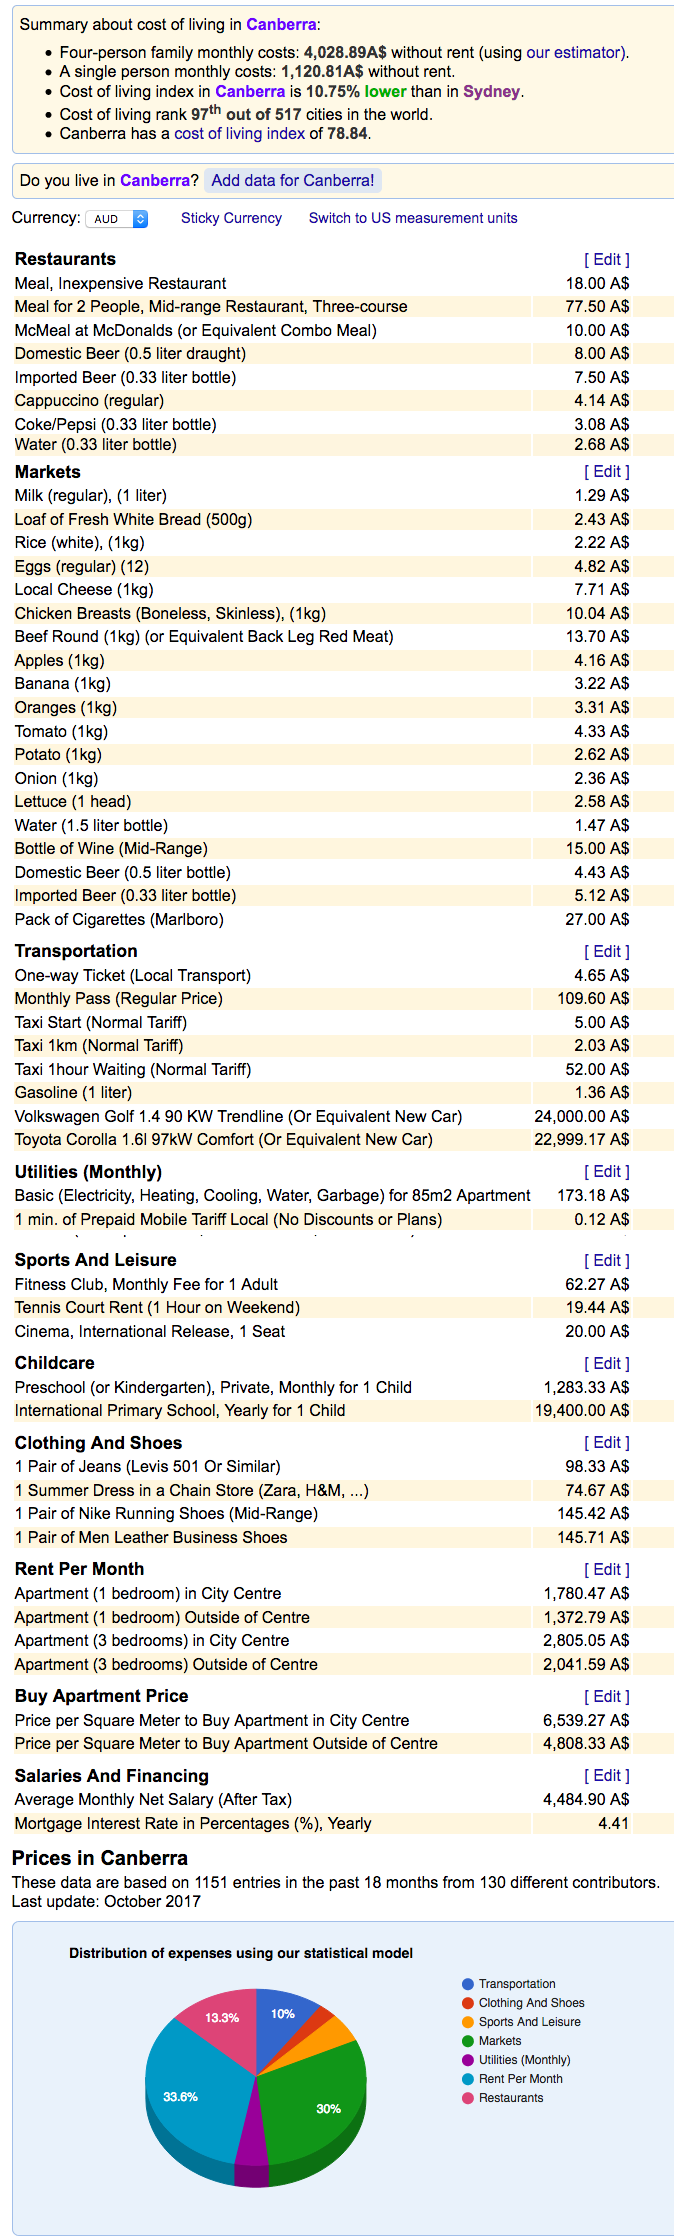 Summary about cost of living in Canberra:
• Four-person family monthly costs: 4,028.89A$ without rent (using our estimator).
• A single person monthly costs: 1,120.81A$ without rent.
• Cost of living index in Canberra is 10.75% lower than in Sydney.
• Cost of living rank 97th out of 517 cities in the world.
• Canberra has a cost of living index of 78.84.
Do you live in Canberra? Add data for Canberra!
Currency: AUD Sticky Currency Switch to US measurement units
Restaurants [ Edit ]
Meal, Inexpensive Restaurant 18.00 A$
Meal for 2 People, Mid-range Restaurant, Three-course 77.50 A$
McMeal at McDonalds (or Equivalent Combo Meal) 10.00 A$
Domestic Beer (0.5 liter draught) 8.00 A$
Imported Beer (0.33 liter bottle) 7.50 A$
Cappuccino (regular) 4.14 A$
Coke/Pepsi (0.33 liter bottle) 3.08 A$
Water (0.33 liter bottle) 2.68 A$
Markets [ Edit ]
Milk (regular), (1 liter) 1.29 A$
Loaf of Fresh White Bread (500g) 2.43 A$
Rice (white), (1kg) 2.22 A$
Eggs (regular) (12) 4.82 A$
Local Cheese (1kg) 7.71 A$
Chicken Breasts (Boneless, Skinless), (1kg) 10.04 A$
Beef Round (1kg) (or Equivalent Back Leg Red Meat) 13.70 A$
Apples (1kg) 4.16 A$
Banana (1kg) 3.22 A$
Oranges (1kg) 3.31 A$
Tomato (1kg) 4.33 A$
Potato (1kg) 2.62 A$
Onion (1kg) 2.36 A$
Lettuce (1 head) 2.58 A$
Water (1.5 liter bottle) 1.47 A$
Bottle of Wine (Mid-Range) 15.00 A$
Domestic Beer (0.5 liter bottle) 4.43 A$
Imported Beer (0.33 liter bottle) 5.12 A$
Pack of Cigarettes (Marlboro) 27.00 A$
Transportation [ Edit ]
One-way Ticket (Local Transport) 4.65 A$
Monthly Pass (Regular Price) 109.60 A$
Taxi Start (Normal Tariff) 5.00 A$
Taxi 1km (Normal Tariff) 2.03 A$
Taxi 1hour Waiting (Normal Tariff) 52.00 A$
Gasoline (1 liter) 1.36 A$
Volkswagen Golf 1.4 90 KW Trendline (Or Equivalent New Car) 24,000.00 A$
Toyota Corolla 1.6l 97kW Comfort (Or Equivalent New Car) 22,999.17 A$
Utilities (Monthly) [ Edit ]
Basic (Electricity, Heating, Cooling, Water, Garbage) for 85m2 Apartment 173.18 A$
1 min. of Prepaid Mobile Tariff Local (No Discounts or Plans) 0.12 A$
Sports And Leisure [ Edit ]
Fitness Club, Monthly Fee for 1 Adult 62.27 A$
Tennis Court Rent (1 Hour on Weekend) 19.44 A$
Cinema, International Release, 1 Seat 20.00 A$
Childcare [ Edit ]
Preschool (or Kindergarten), Private, Monthly for 1 Child 1,283.33 A$
International Primary School, Yearly for 1 Child 19,400.00 A$
Clothing And Shoes [ Edit ]
1 Pair of Jeans (Levis 501 Or Similar) 98.33 A$
1 Summer Dress in a Chain Store (Zara, H&M, ...) 74.67 A$
1 Pair of Nike Running Shoes (Mid-Range) 145.42 A$
1 Pair of Men Leather Business Shoes 145.71 A$
Rent Per Month [ Edit ]
Apartment (1 bedroom) in City Centre 1,780.47 A$
Apartment (1 bedroom) Outside of Centre 1,372.79 A$
Apartment (3 bedrooms) in City Centre 2,805.05 A$
Apartment (3 bedrooms) Outside of Centre 2,041.59 A$
Buy Apartment Price [ Edit ]
Price per Square Meter to Buy Apartment in City Centre 6,539.27 A$
Price per Square Meter to Buy Apartment Outside of Centre 4,808.33 A$
Salaries And Financing [ Edit ]
Average Monthly Net Salary (After Tax) 4,484.90 A$
Mortgage Interest Rate in Percentages (%), Yearly 4.41
Prices in Canberra
These data are based on 1151 entries in the past 18 months from 130 different contributors.
Last update: October 2017
Distribution of expenses using our statistical model
Transportation
Clothing And Shoes
Sports And Leisure
Markets
Utilities (Monthly)
Rent Per Month
Restaurants
13.3%
10%
33.6%
30%